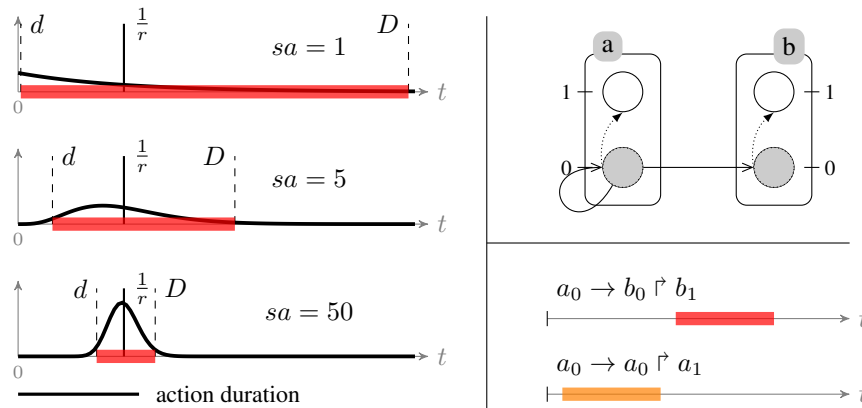 d 1/r D
sa = 1
0 t
d 1/r D
sa = 5
0 t
d 1/r D
sa = 50
0 t
action duration
a b
1 1
0 0
a₀ → b₀ ↱ b₁
t
a₀ → a₀ ↱ a₁
t